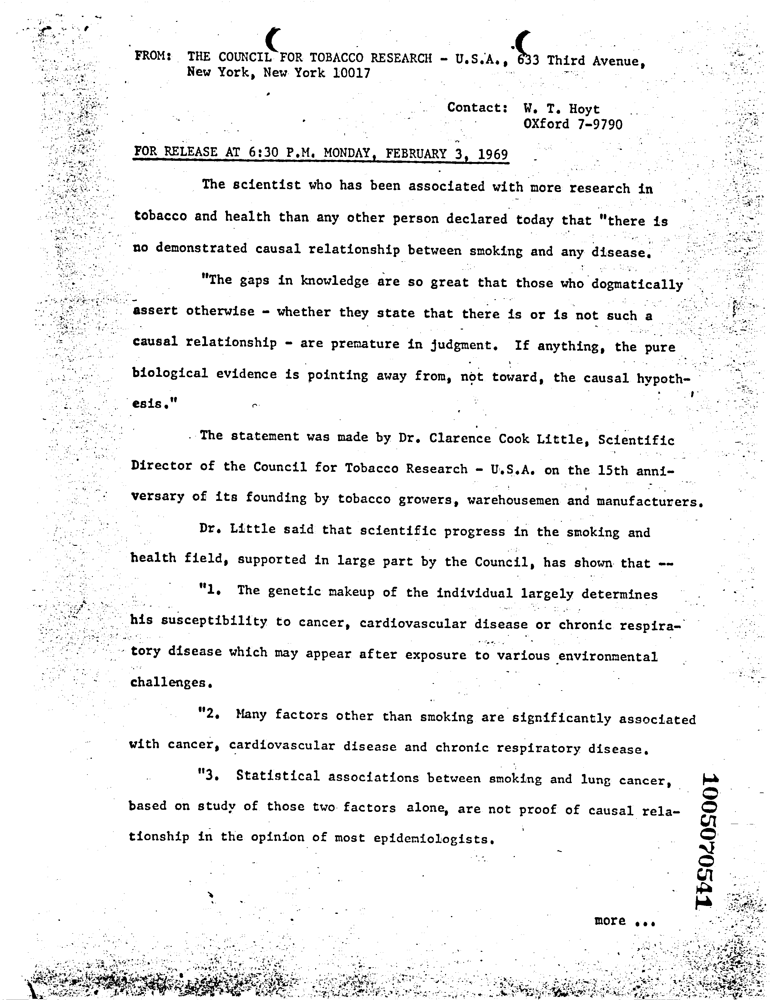 FROM: THE COUNCIL FOR TOBACCO RESEARCH - U.S.A., 633 Third Avenue,
New York, New York 10017
Contact: W. T. Hoyt
OXford 7-9790
FOR RELEASE AT 6:30 P.M. MONDAY, FEBRUARY 3, 1969
The scientist who has been associated with more research in
tobacco and health than any other person declared today that "there is
no demonstrated causal relationship between smoking and any disease.
"The gaps in knowledge are so great that those who dogmatically
assert otherwise - whether they state that there is or is not such a
causal relationship - are premature in judgment. If anything, the pure
biological evidence is pointing away from, not toward, the causal hypoth-
esis."
The statement was made by Dr. Clarence Cook Little, Scientific
Director of the Council for Tobacco Research - U.S.A. on the 15th anni-
versary of its founding by tobacco growers, warehousemen and manufacturers.
Dr. Little said that scientific progress in the smoking and
health field, supported in large part by the Council, has shown that --
"1. The genetic makeup of the individual largely determines
his susceptibility to cancer, cardiovascular disease or chronic respira-
tory disease which may appear after exposure to various environmental
challenges.
"2. Many factors other than smoking are significantly associated
with cancer, cardiovascular disease and chronic respiratory disease.
"3. Statistical associations between smoking and lung cancer,
based on study of those two factors alone, are not proof of causal rela-
tionship in the opinion of most epidemiologists.
more ...
1005070541